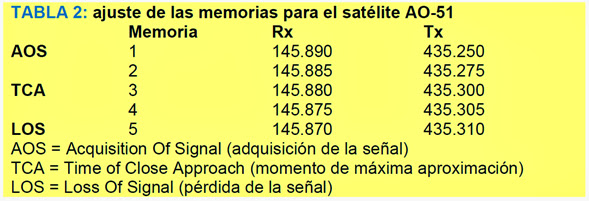 TABLA 2: ajuste de las memorias para el satélite AO-51
Memoria Rx Tx
AOS 1 145.890 435.250
2 145.885 435.275
TCA 3 145.880 435.300
4 145.875 435.305
LOS 5 145.870 435.310
AOS = Acquisition Of Signal (adquisición de la señal)
TCA = Time of Close Approach (momento de máxima aproximación)
LOS = Loss Of Signal (pérdida de la señal)